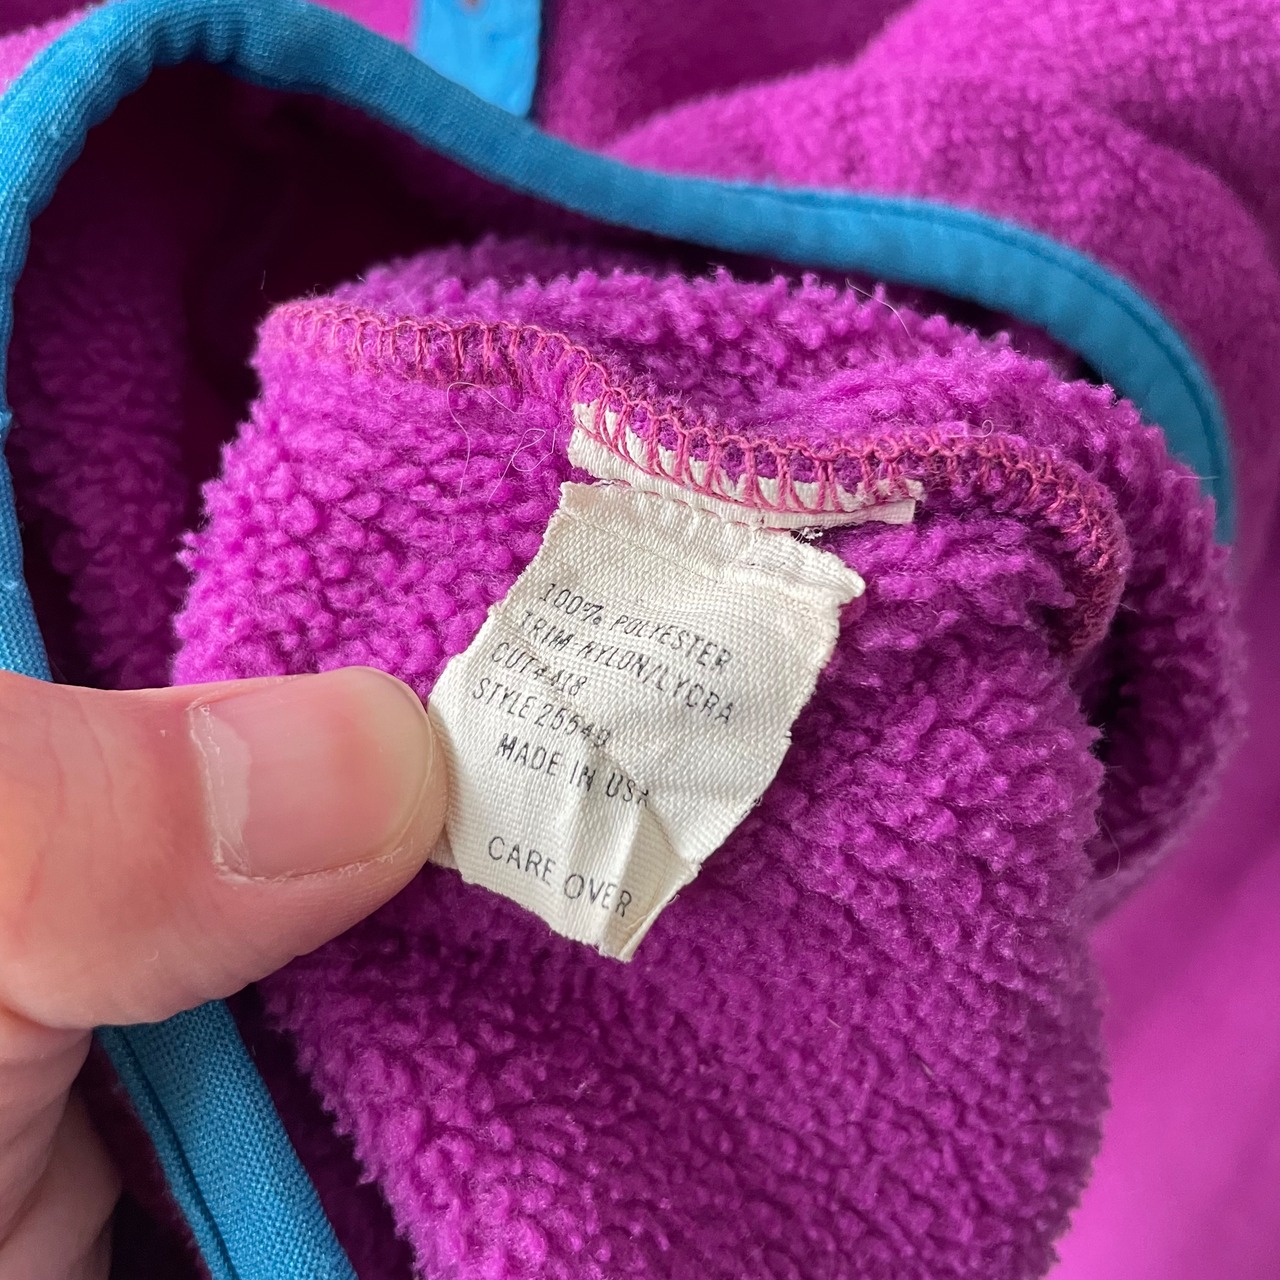 100% POLYESTER
TRIM-NYLON/LYCRA
CUT#418
STYLE 25549
MADE IN USA
CARE OVER